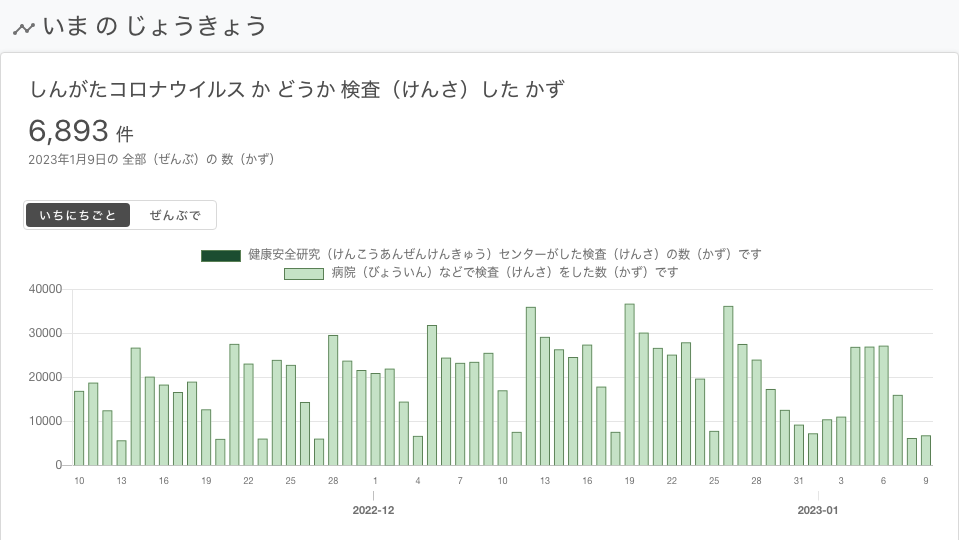 いま の じょうきょう
しんがたコロナウイルス か どうか 検査（けんさ）した かず
6,893 件
2023年1月9日の 全部（ぜんぶ）の 数（かず）
いちにちごと ぜんぶで
健康安全研究（けんこうあんぜんけんきゅう）センターがした検査（けんさ）の数（かず）です
病院（びょういん）などで検査（けんさ）をした数（かず）です
40000
30000
20000
10000
0
10 13 16 19 22 25 28 1 4 7 10 13 16 19 22 25 28 31 3 6 9
2022-12 2023-01